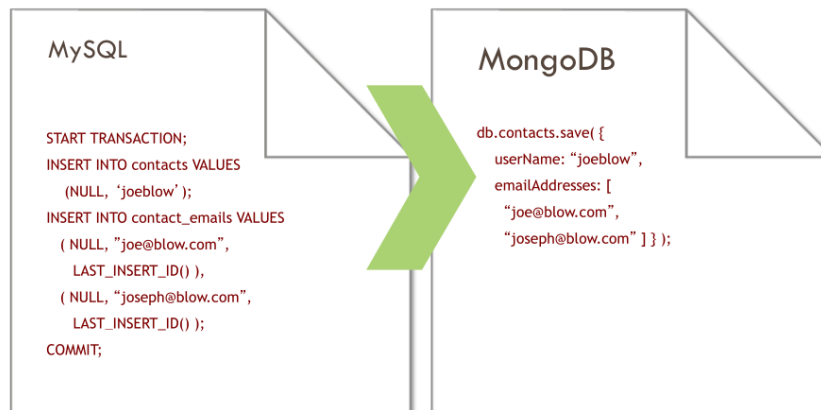 MySQL
START TRANSACTION;
INSERT INTO contacts VALUES
(NULL, ‘joeblow’);
INSERT INTO contact_emails VALUES
( NULL, ”joe@blow.com”,
LAST_INSERT_ID() ),
( NULL, “joseph@blow.com”,
LAST_INSERT_ID() );
COMMIT;
MongoDB
db.contacts.save( {
userName: “joeblow”,
emailAddresses: [
“joe@blow.com”,
“joseph@blow.com” ] } );